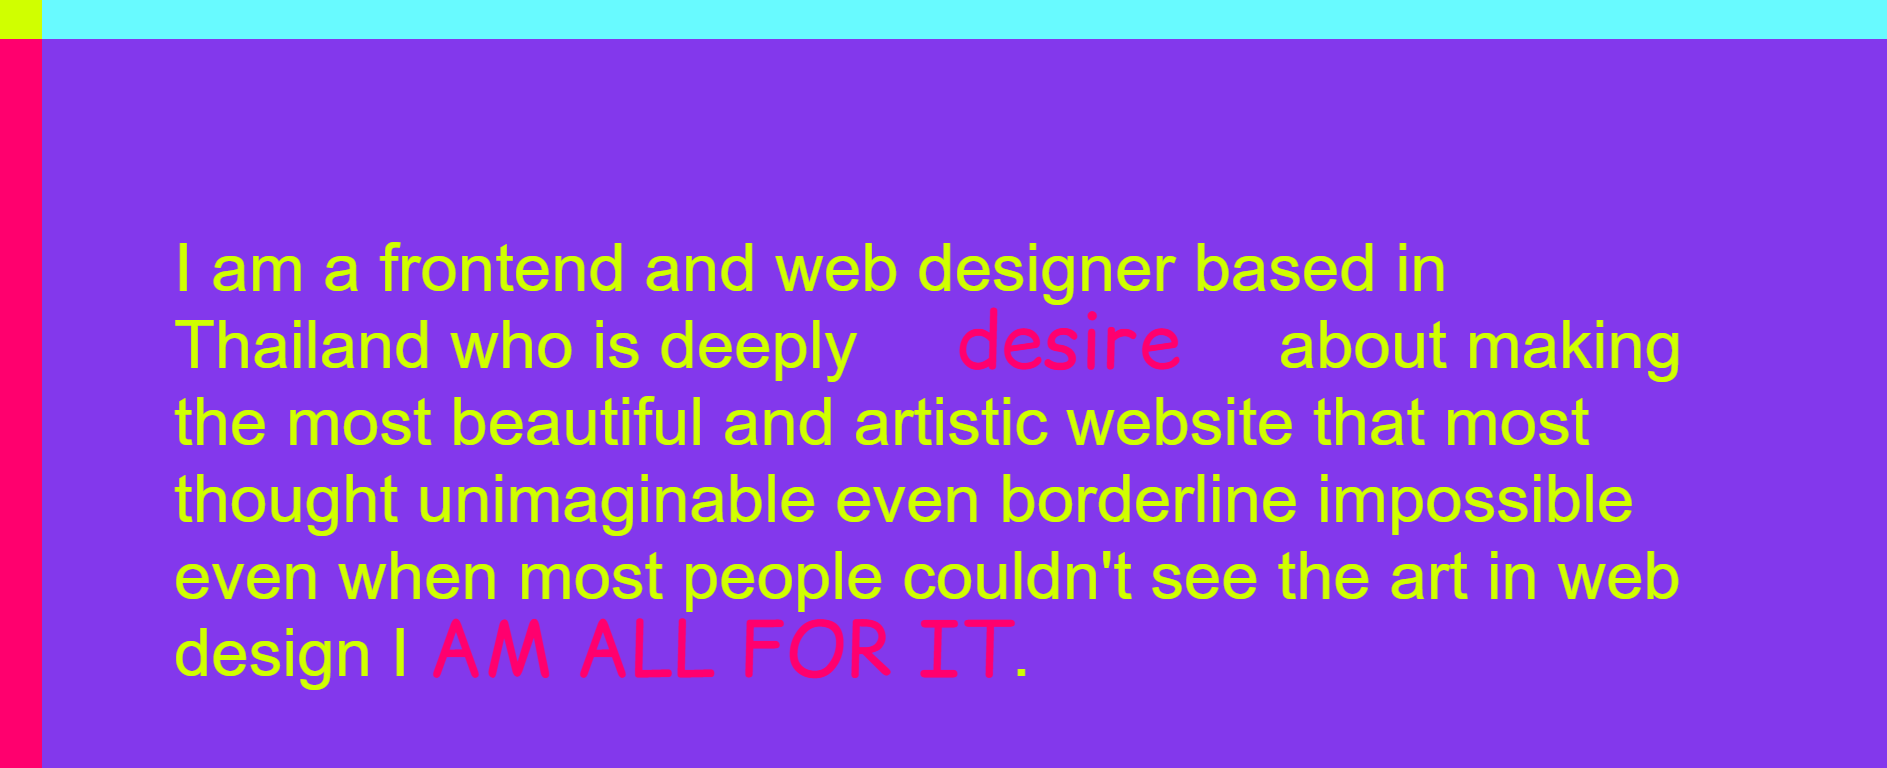 I am a frontend and web designer based in
Thailand who is deeply desire about making
the most beautiful and artistic website that most
thought unimaginable even borderline impossible
even when most people couldn't see the art in web
design I AM ALL FOR IT.